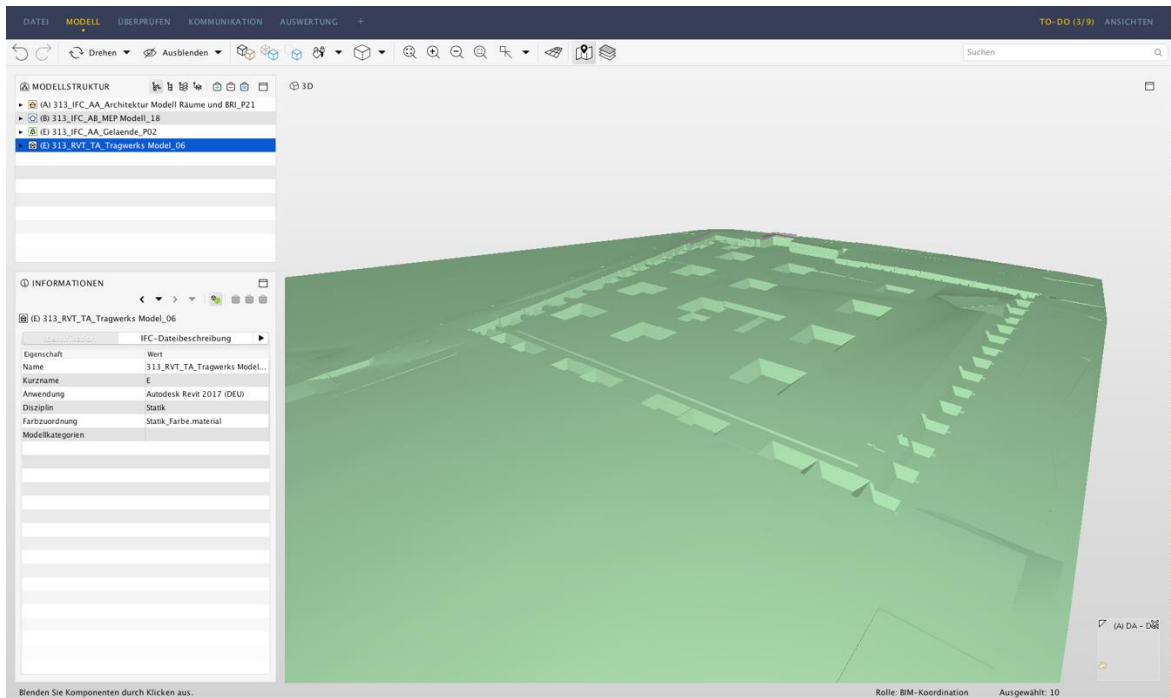 DATEI MODELL ÜBERPRÜFEN KOMMUNIKATION AUSWERTUNG + TO-DO (3/9) ANSICHTEN
Drehen Ausblenden Suchen
MODELLSTRUKTUR
3D
(A) 313_IFC_AA_Architektur Modell Räume und BRI_P21
(B) 313_IFC_AB_MEP Modell_18
(E) 313_IFC_AA_Gelaende_P02
(E) 313_RVT_TA_Tragwerks Model_06
INFORMATIONEN
(E) 313_RVT_TA_Tragwerks Model_06
IFC-Dateibeschreibung
Eigenschaft Wert
Name 313_RVT_TA_Tragwerks Model...
Kurzname E
Anwendung Autodesk Revit 2017 (DEU)
Disziplin Statik
Farbzuordnung Statik_Farbe.material
Modellkategorien
(A) DA - D
Blenden Sie Komponenten durch Klicken aus. Rolle: BIM-Koordination Ausgewählt: 10